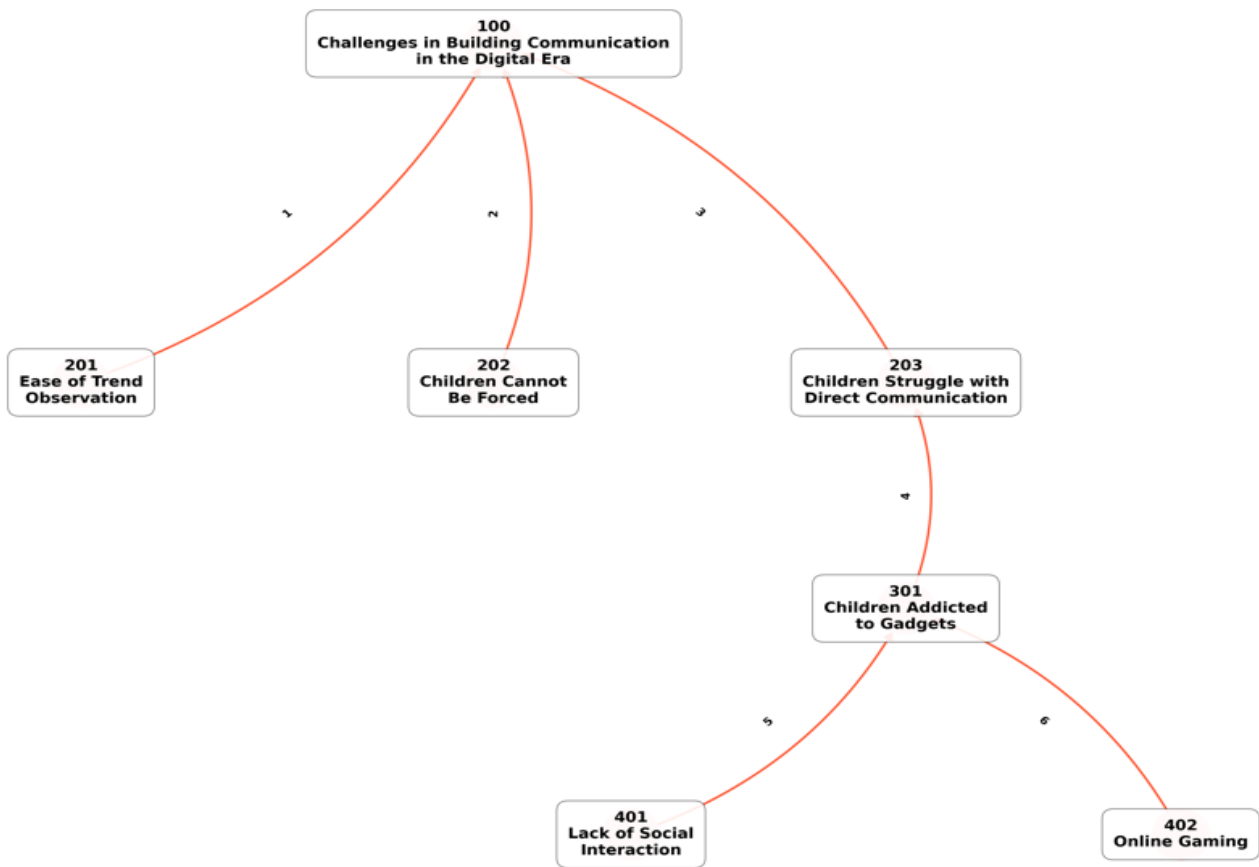 100
Challenges in Building Communication
in the Digital Era
1
2
3
201
Ease of Trend
Observation
202
Children Cannot
Be Forced
203
Children Struggle with
Direct Communication
4
301
Children Addicted
to Gadgets
5
6
401
Lack of Social
Interaction
402
Online Gaming